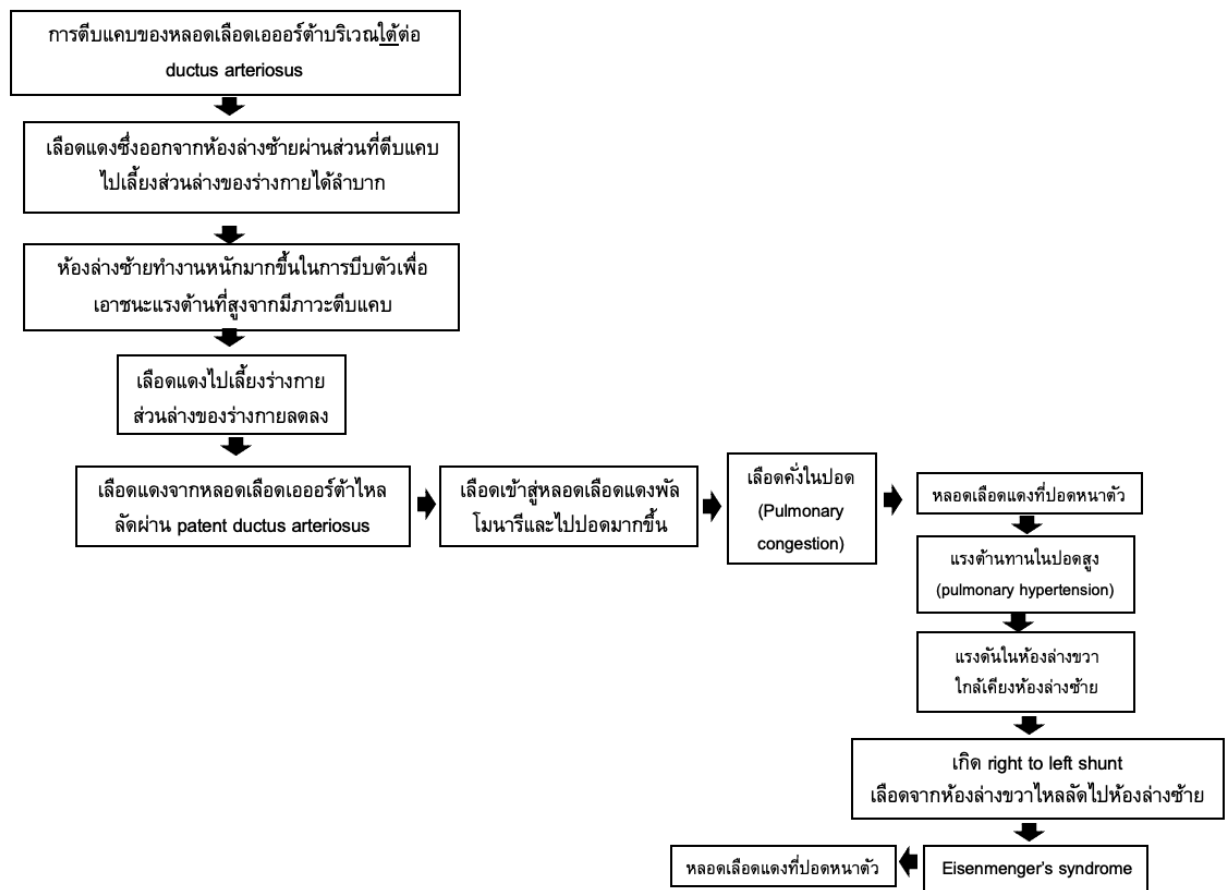 การตีบแคบของหลอดเลือดเอออร์ต้าบริเวณใต้ต่อ
ductus arteriosus
เลือดแดงซึ่งออกจากห้องล่างซ้ายผ่านส่วนที่ตีบแคบ
ไปเลี้ยงส่วนล่างของร่างกายได้ลำบาก
ห้องล่างซ้ายทำงานหนักมากขึ้นในการบีบตัวเพื่อ
เอาชนะแรงต้านที่สูงจากมีภาวะตีบแคบ
เลือดแดงไปเลี้ยงร่างกาย
ส่วนล่างของร่างกายลดลง
เลือดแดงจากหลอดเลือดเอออร์ต้าไหล
ลัดผ่าน patent ductus arteriosus
เลือดเข้าสู่หลอดเลือดแดงพัล
โมนารีและไปปอดมากขึ้น
เลือดคั่งในปอด
(Pulmonary
congestion)
หลอดเลือดแดงที่ปอดหนาตัว
แรงต้านทานในปอดสูง
(pulmonary hypertension)
แรงดันในห้องล่างขวา
ใกล้เคียงห้องล่างซ้าย
เกิด right to left shunt
เลือดจากห้องล่างขวาไหลลัดไปห้องล่างซ้าย
Eisenmenger's syndrome
หลอดเลือดแดงที่ปอดหนาตัว